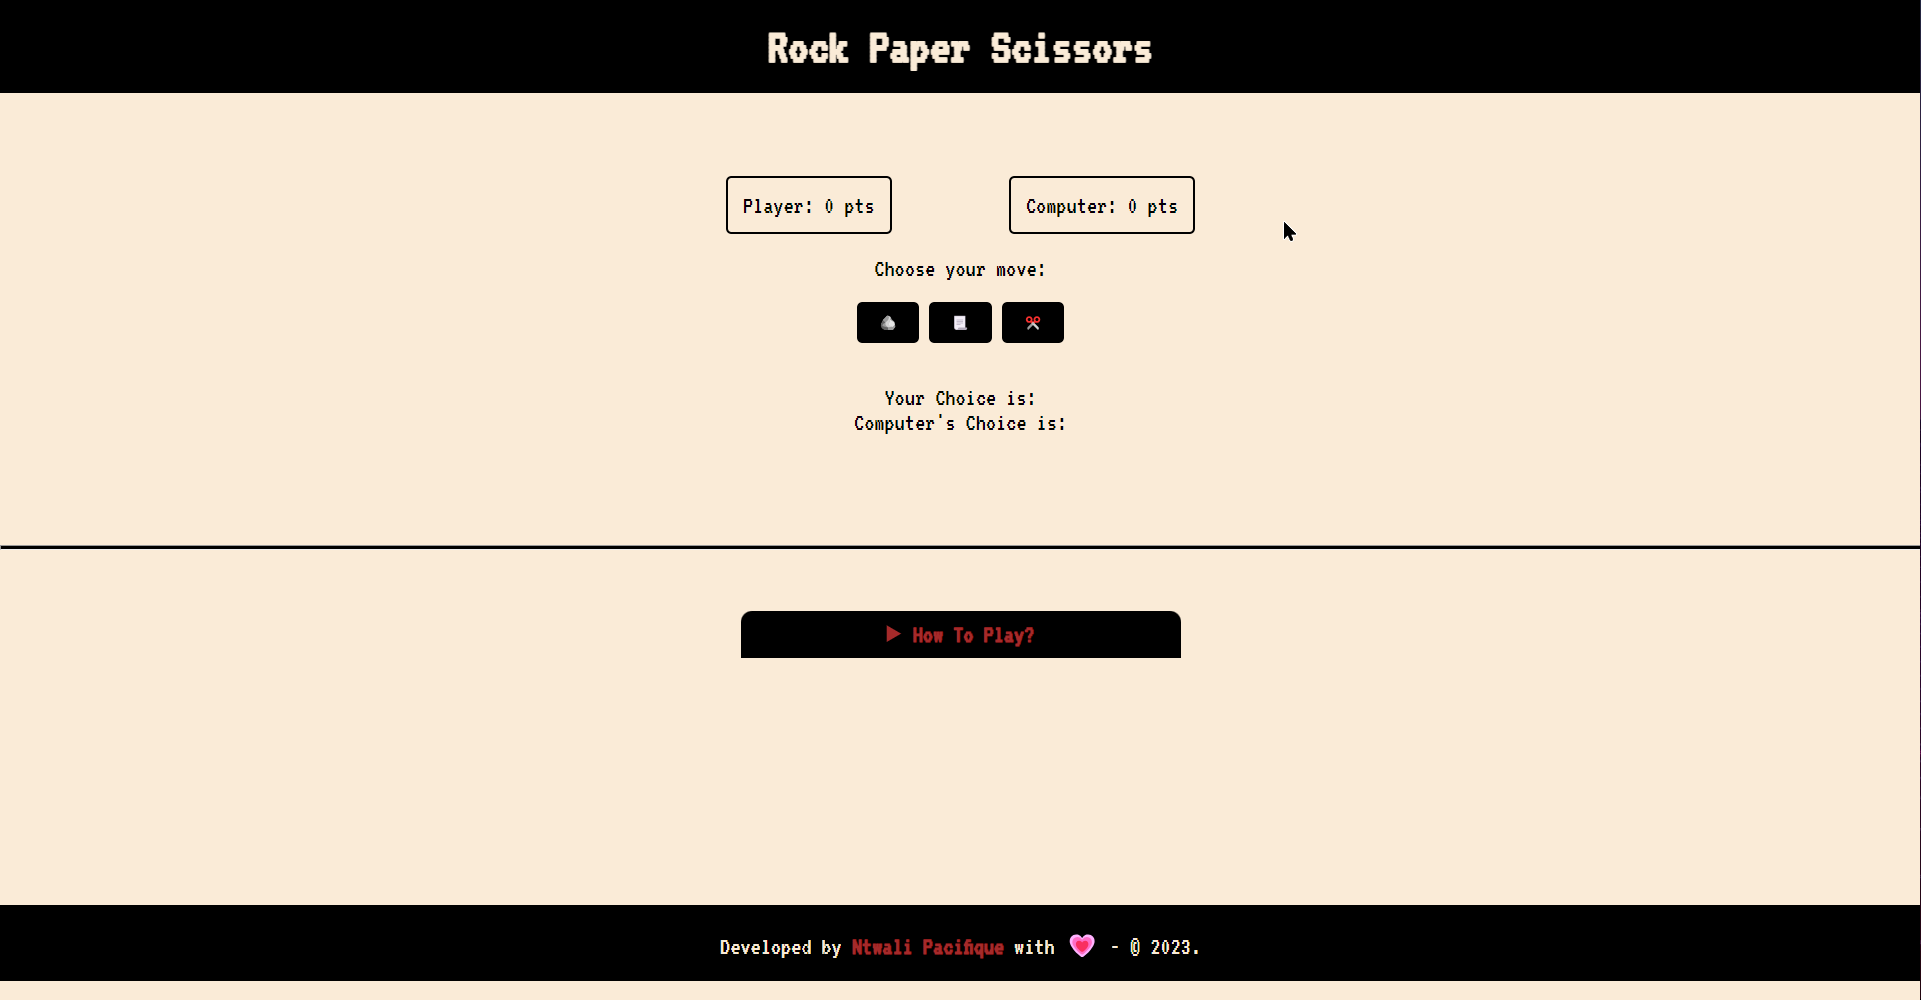 Rock Paper Scissors
Player: 0 pts
Computer: 0 pts
Choose your move:
Your Choice is:
Computer's Choice is:
▶ How To Play?
Developed by Ntwali Pacifique with 💗 - @ 2023.